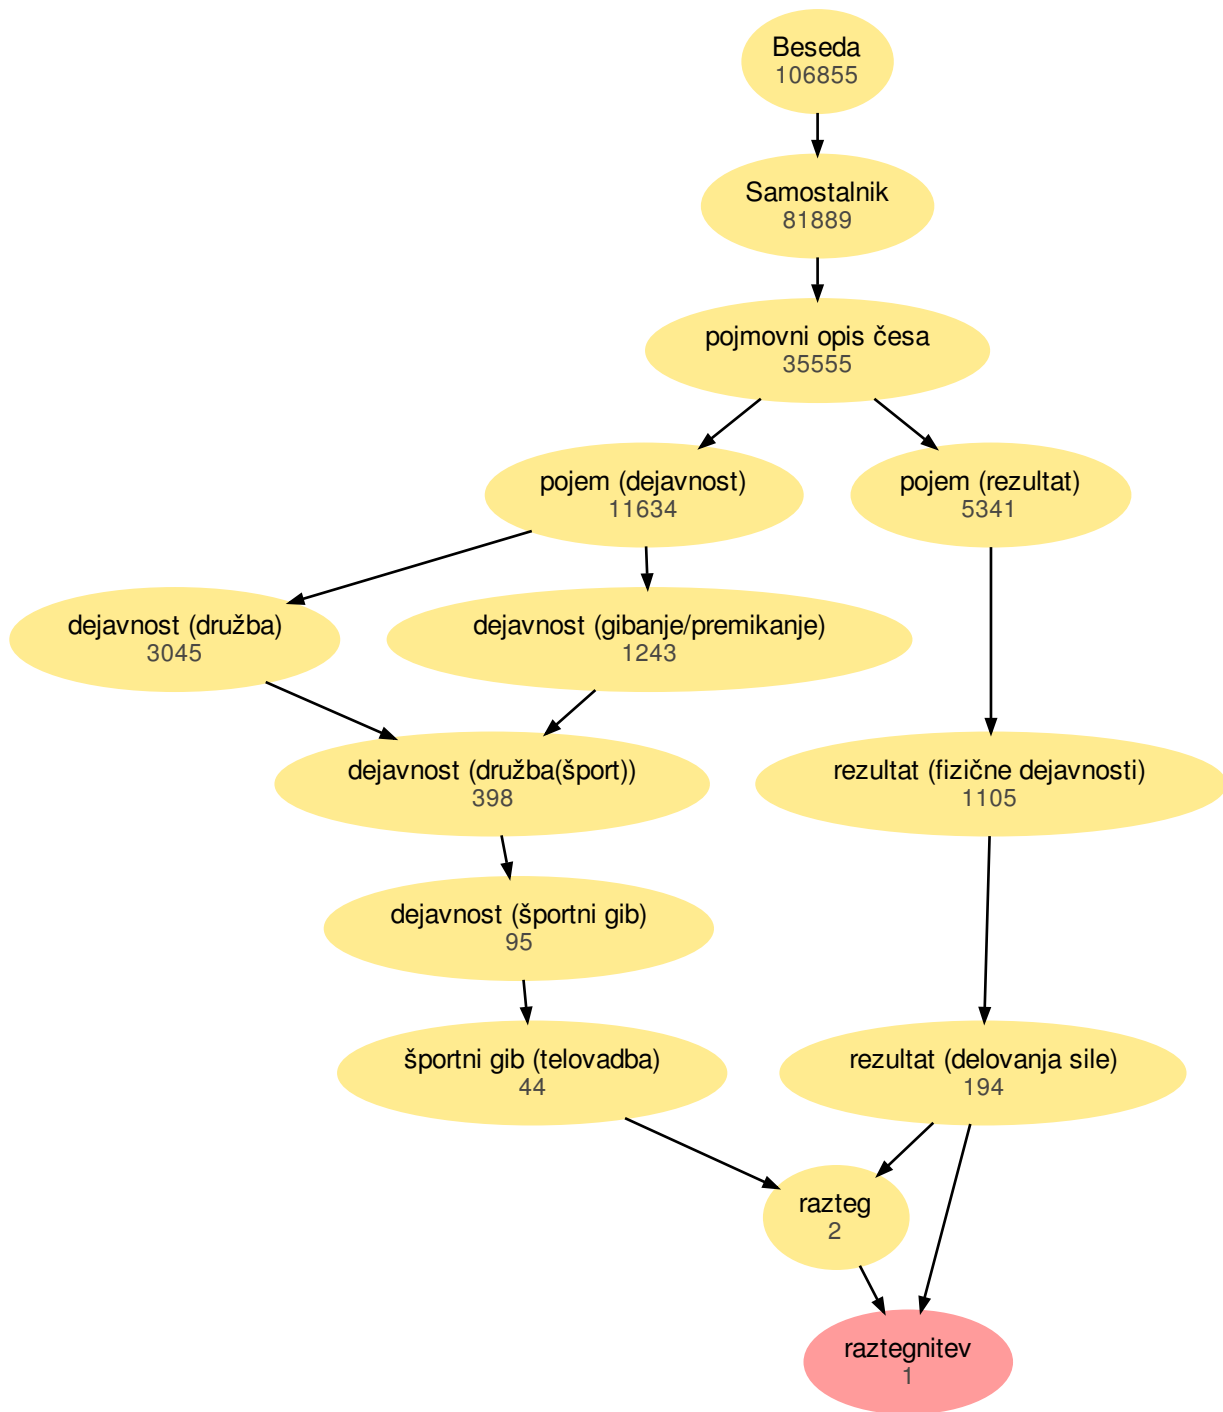 Beseda
106855
Samostalnik
81889
pojmovni opis česa
35555
pojem (dejavnost)
11634
pojem (rezultat)
5341
dejavnost (družba)
3045
dejavnost (gibanje/premikanje)
1243
dejavnost (družba(šport))
398
rezultat (fizične dejavnosti)
1105
dejavnost (športni gib)
95
športni gib (telovadba)
44
rezultat (delovanja sile)
194
razteg
2
raztegnitev
1